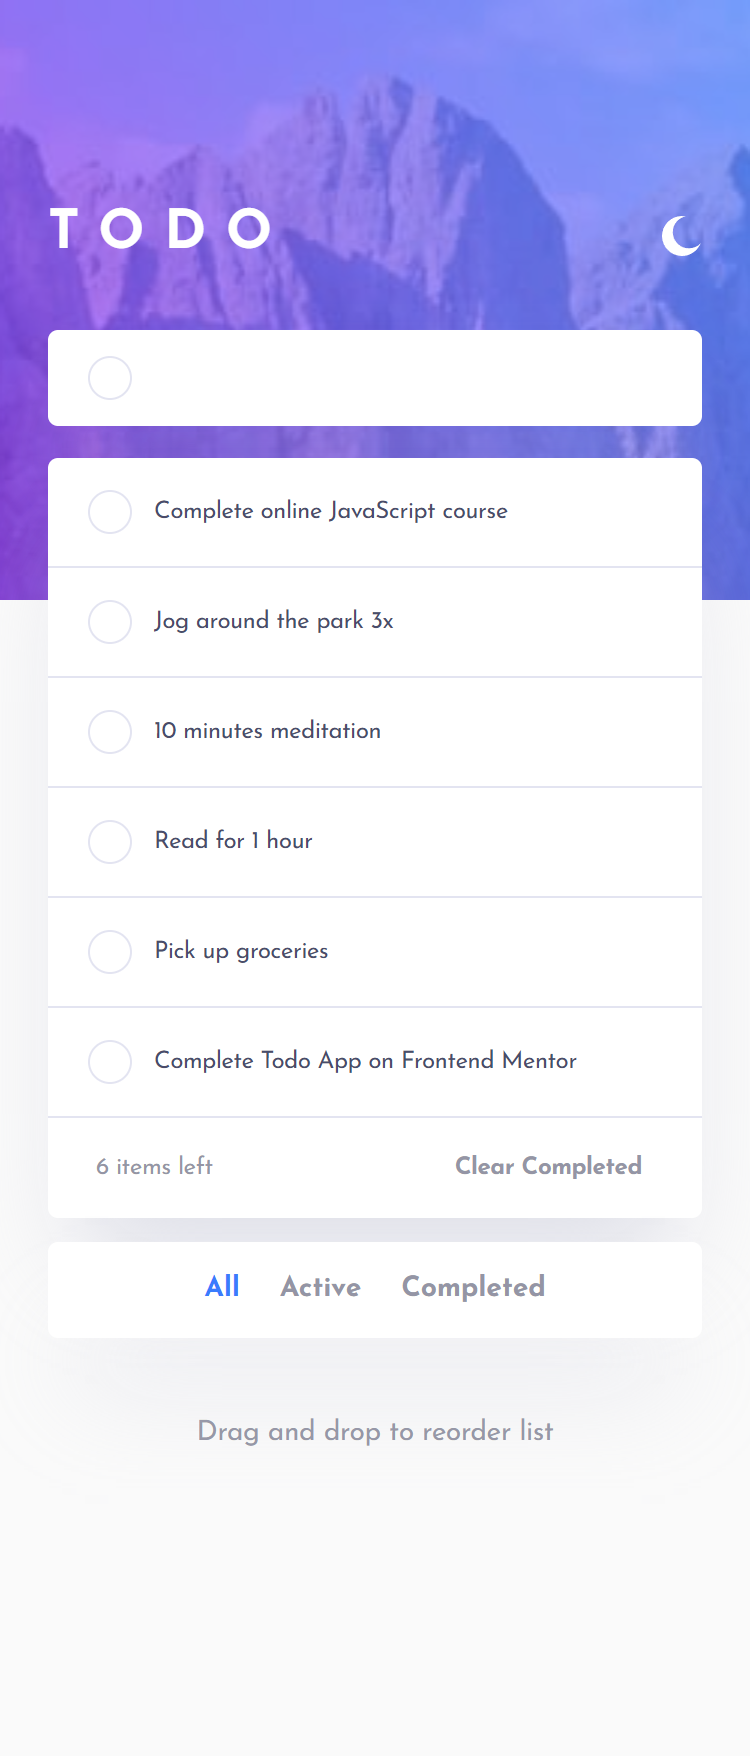 TODO
Complete online JavaScript course
Jog around the park 3x
10 minutes meditation
Read for 1 hour
Pick up groceries
Complete Todo App on Frontend Mentor
6 items left Clear Completed
All Active Completed
Drag and drop to reorder list